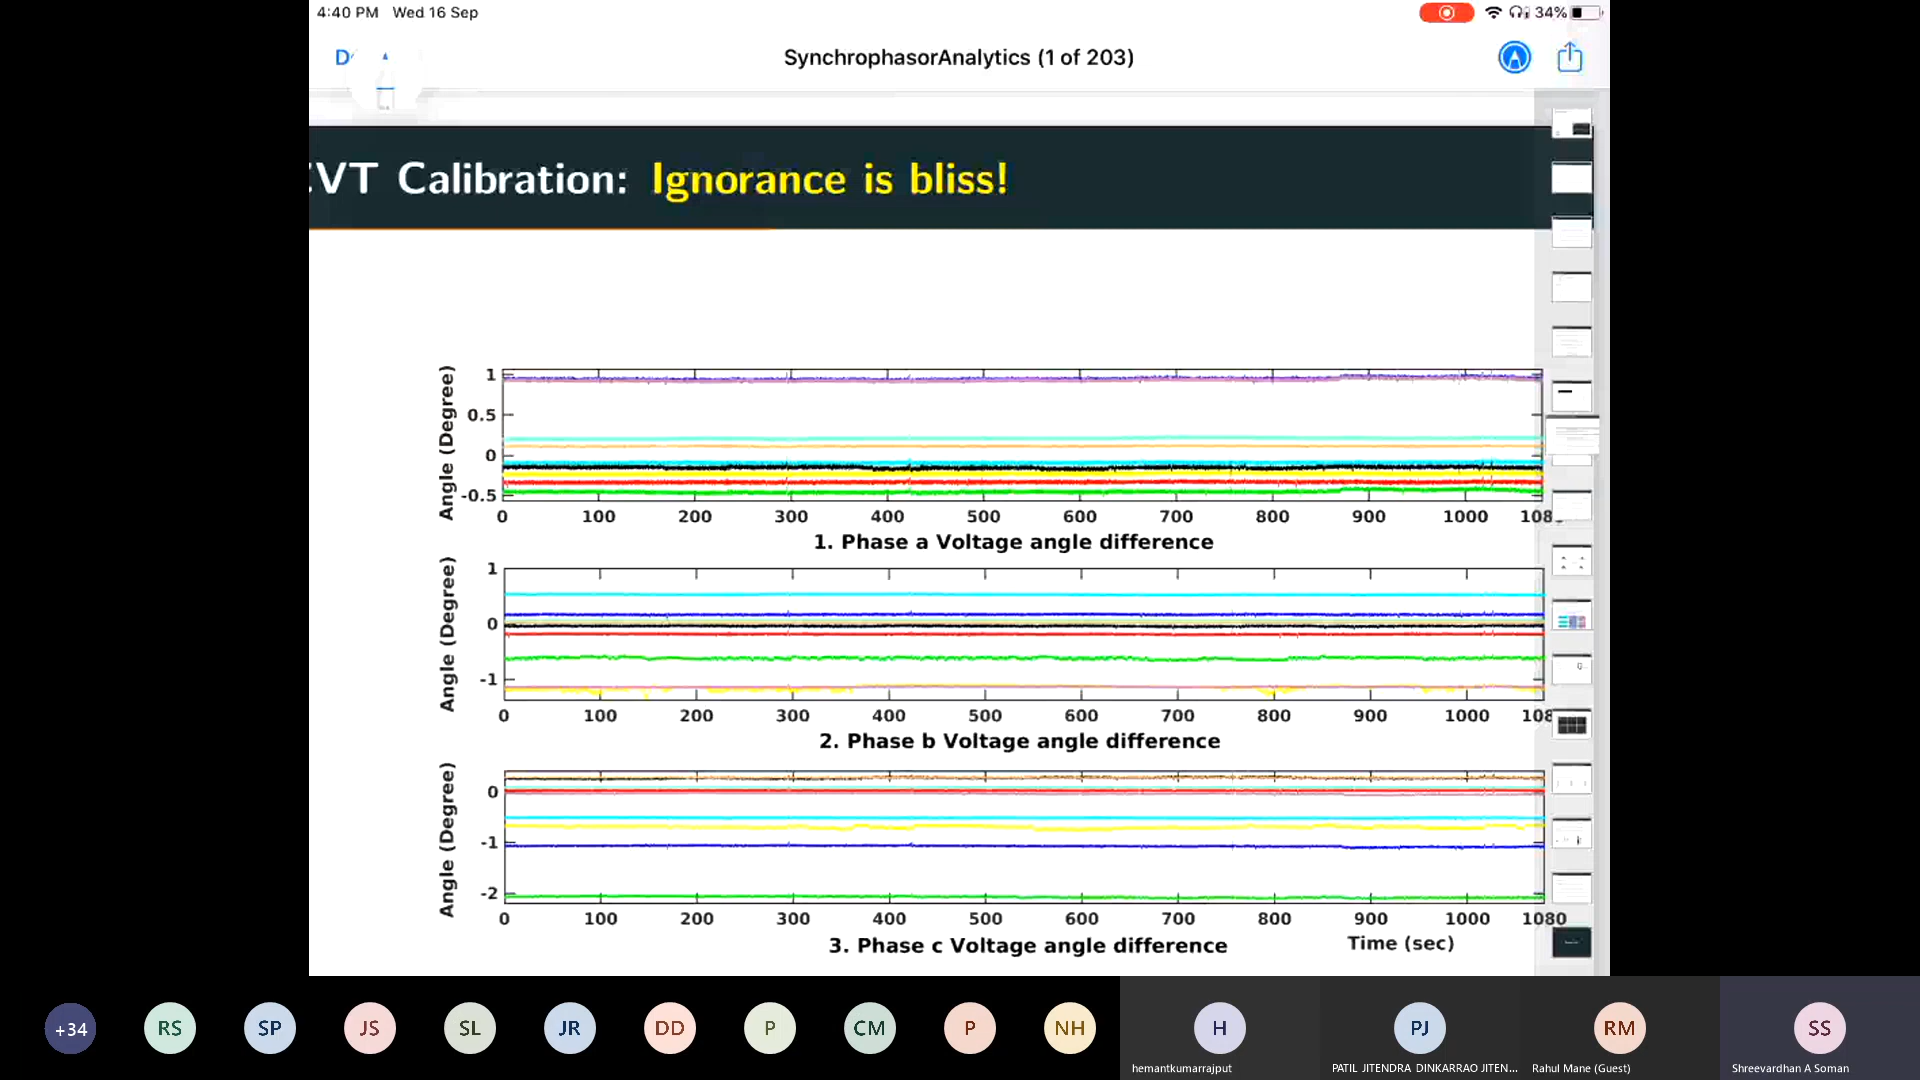 4:40 PM Wed 16 Sep
34%
SynchrophasorAnalytics (1 of 203)
VT Calibration: Ignorance is bliss!
Angle (Degree)
1
0.5
0
-0.5
0 100 200 300 400 500 600 700 800 900 1000 108
1. Phase a Voltage angle difference
Angle (Degree)
1
0
-1
0 100 200 300 400 500 600 700 800 900 1000 108
2. Phase b Voltage angle difference
Angle (Degree)
0
-1
-2
0 100 200 300 400 500 600 700 800 900 1000 1080
3. Phase c Voltage angle difference
Time (sec)
+34 RS SP JS SL JR DD P CM P NH H PJ RM SS
hemantkumarrajput PATIL JITENDRA DINKARRAO JITEN... Rahul Mane (Guest) Shreevardhan A Soman